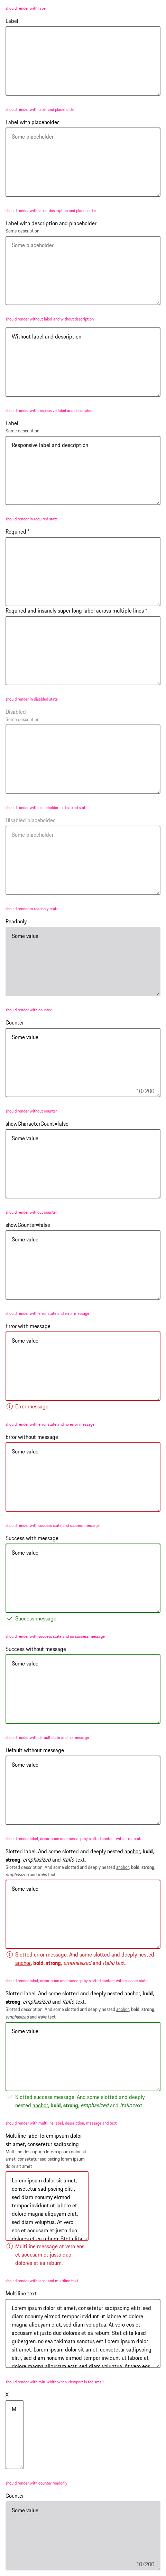 should render with label
Label
should render with label and placeholder
Label with placeholder
Some placeholder
should render with label, description and placeholder
Label with description and placeholder
Some description
Some placeholder
should render without label and without description
Without label and description
should render with responsive label and description
Label
Some description
Responsive label and description
should render in required state
Required *
Required and insanely super long label across multiple lines *
should render in disabled state
Disabled
Some description
should render with placeholder in disabled state
Disabled placeholder
Some placeholder
should render in readonly state
Readonly
Some value
should render with counter
Counter
Some value
10/200
should render without counter
showCharacterCount=false
Some value
should render without counter
showCounter=false
Some value
should render with error state and error message
Error with message
Some value
Error message
should render with error state and no error message
Error without message
Some value
should render with success state and success message
Success with message
Some value
Success message
should render with success state and no success message
Success without message
Some value
should render with default state and no message
Default without message
Some value
should render label, description and message by slotted content with error state
Slotted label. And some slotted and deeply nested anchor, bold,
strong, emphasized and italic text.
Slotted description. And some slotted and deeply nested anchor, bold, strong,
emphasized and italic text.
Some value
Slotted error message. And some slotted and deeply nested
anchor, bold, strong, emphasized and italic text.
should render label, description and message by slotted content with success state
Slotted label. And some slotted and deeply nested anchor, bold,
strong, emphasized and italic text.
Slotted description. And some slotted and deeply nested anchor, bold, strong,
emphasized and italic text.
Some value
Slotted success message. And some slotted and deeply
nested anchor, bold, strong, emphasized and italic text.
should render with multiline label, description, message and text
Multiline label lorem ipsum dolor
sit amet, consetetur sadipscing
Multiline description lorem ipsum dolor sit
amet, consetetur sadipscing lorem ipsum
dolor sit amet
Lorem ipsum dolor sit amet,
consetetur sadipscing elitr,
sed diam nonumy eirmod
tempor invidunt ut labore et
dolore magna aliquyam erat,
sed diam voluptua. At vero
eos et accusam et justo duo
dolores et ea rebum. Stet clita
Multiline message at vero eos
et accusam et justo duo
dolores et ea rebum.
should render with label and multiline text
Multiline text
Lorem ipsum dolor sit amet, consetetur sadipscing elitr, sed
diam nonumy eirmod tempor invidunt ut labore et dolore
magna aliquyam erat, sed diam voluptua. At vero eos et
accusam et justo duo dolores et ea rebum. Stet clita kasd
gubergren, no sea takimata sanctus est Lorem ipsum dolor
sit amet. Lorem ipsum dolor sit amet, consetetur sadipscing
elitr, sed diam nonumy eirmod tempor invidunt ut labore et
dolore magna aliquyam erat, sed diam voluptua. At vero eos
should render with min-width when viewport is too small
X
M
should render with counter readonly
Counter
Some value
10/200